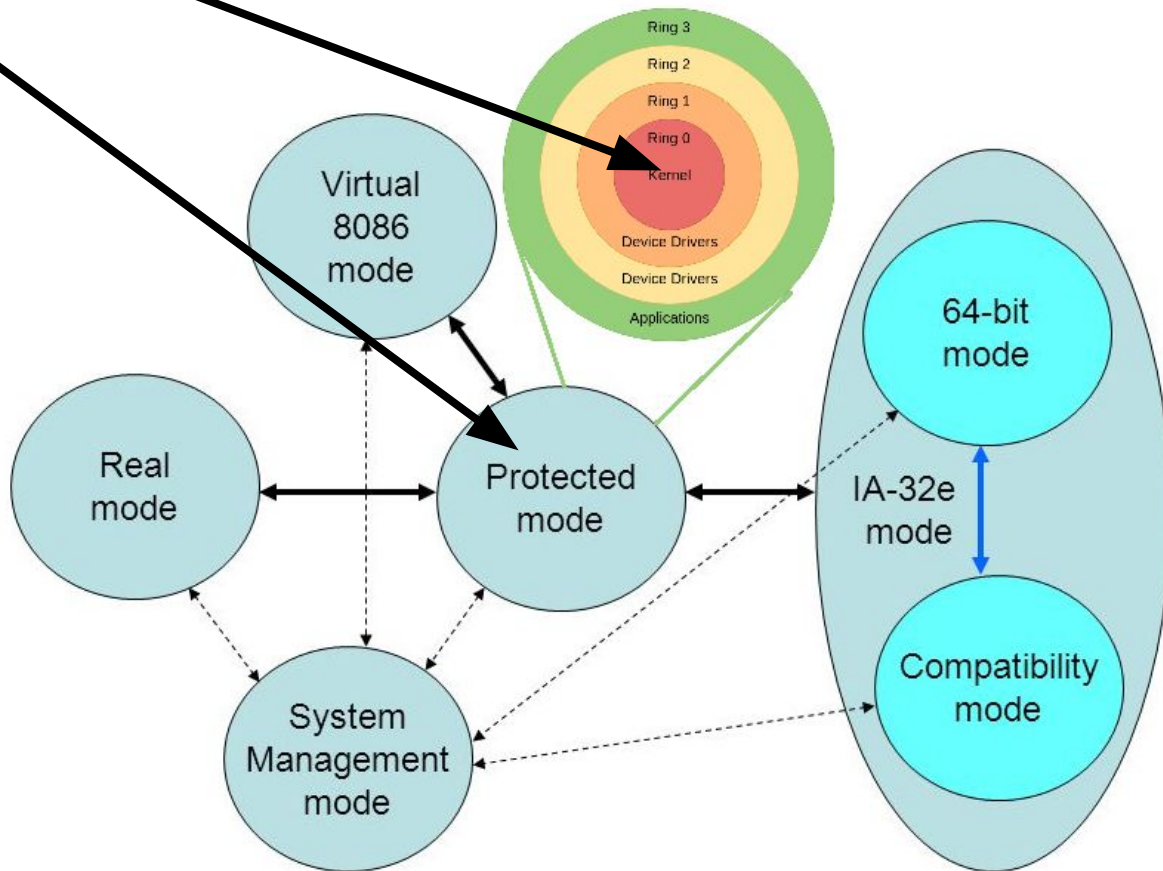 Ring 3
Ring 2
Ring 1
Ring 0
Kernel
Device Drivers
Device Drivers
Applications
Virtual
8086
mode
64-bit
mode
Real
mode
Protected
mode
IA-32e
mode
Compatibility
mode
System
Management
mode